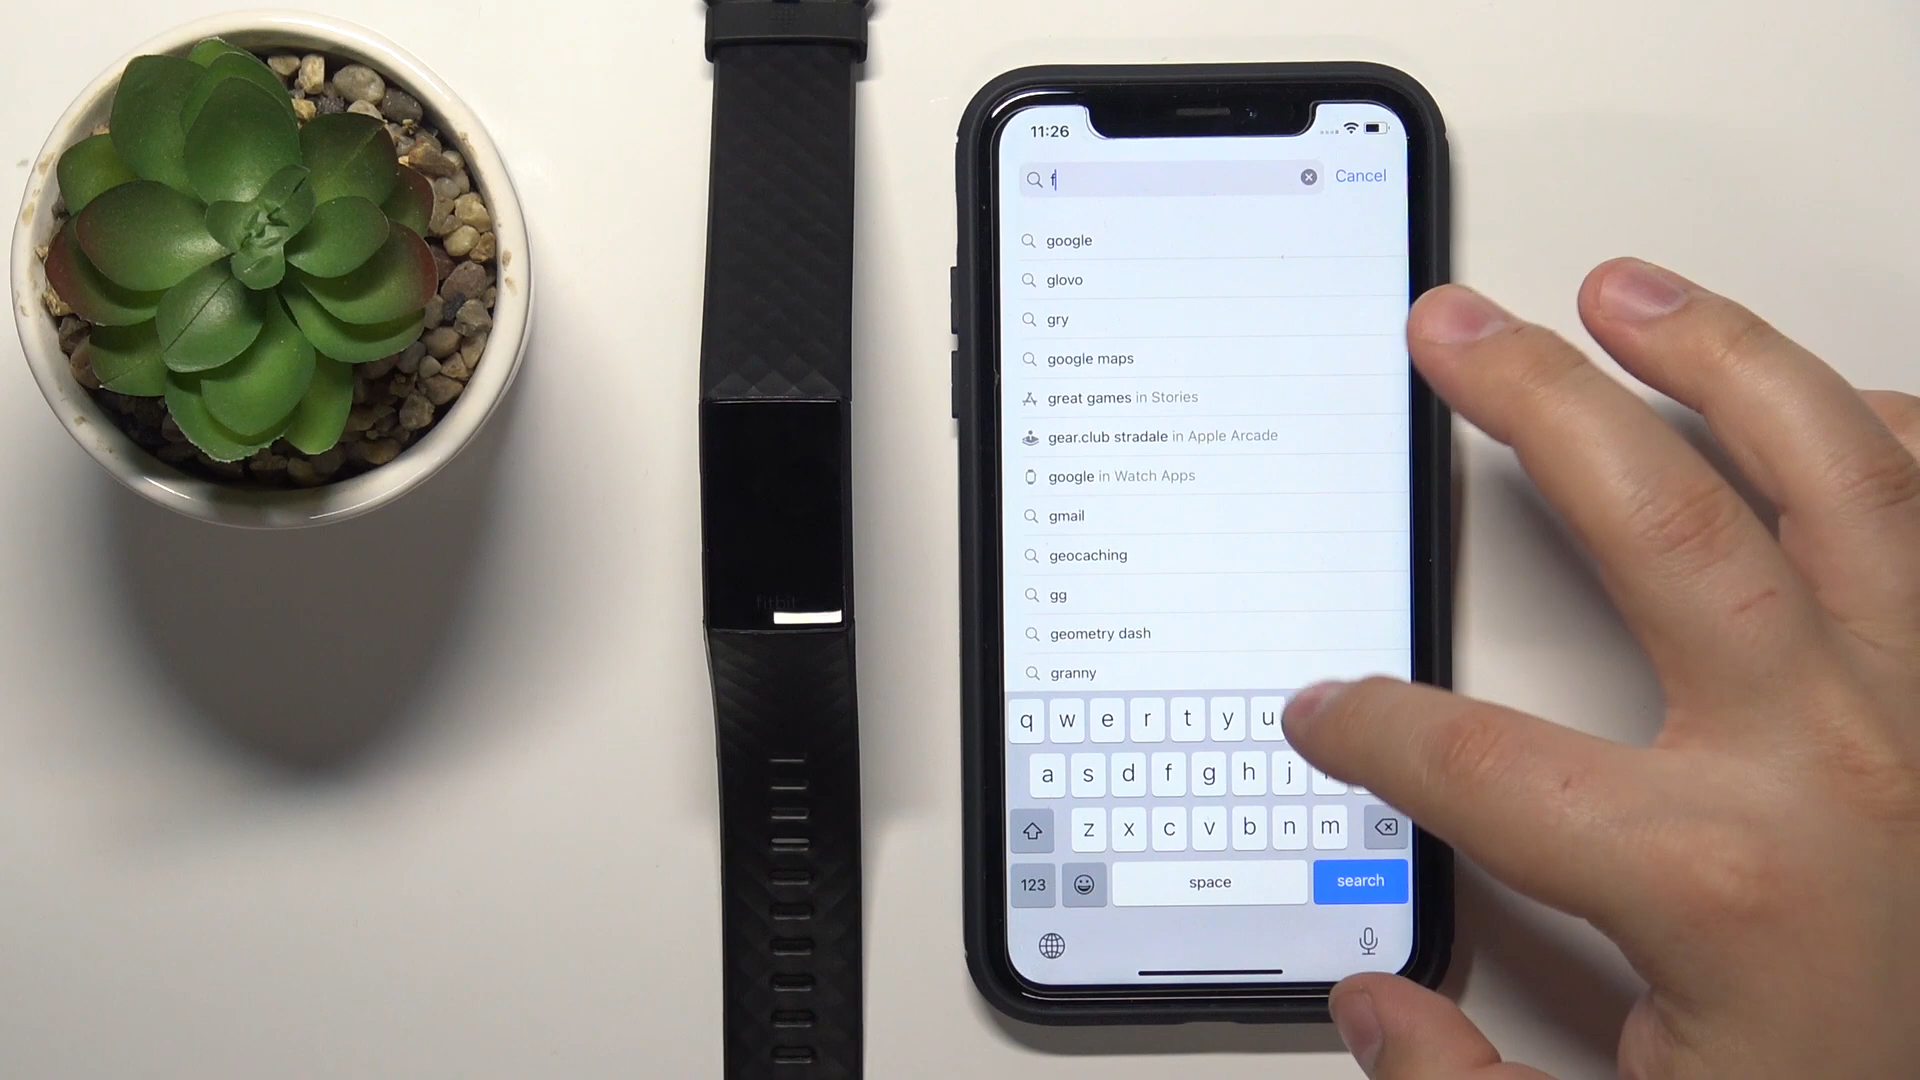 11:26
f
Cancel
google
glovo
gry
google maps
great games in Stories
gear.club stradale in Apple Arcade
google in Watch Apps
gmail
geocaching
gg
geometry dash
granny
q w e r t y u
a s d f g h j
z x c v b n m
123 space search
fitbit